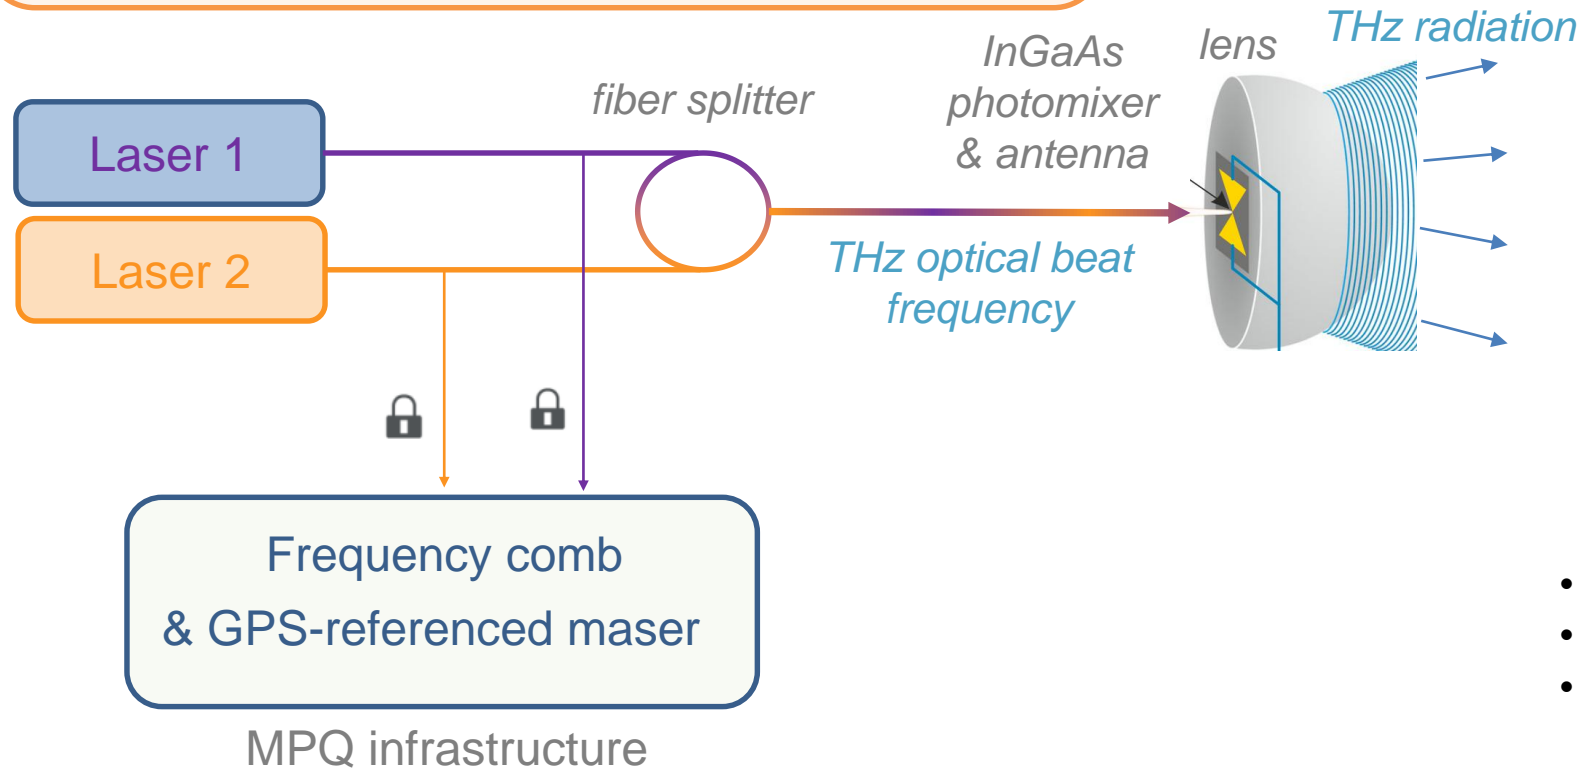 THz radiation
lens
InGaAs
photomixer
& antenna
fiber splitter
Laser 1
Laser 2
THz optical beat
frequency
Frequency comb
& GPS-referenced maser
MPQ infrastructure
•
•
•